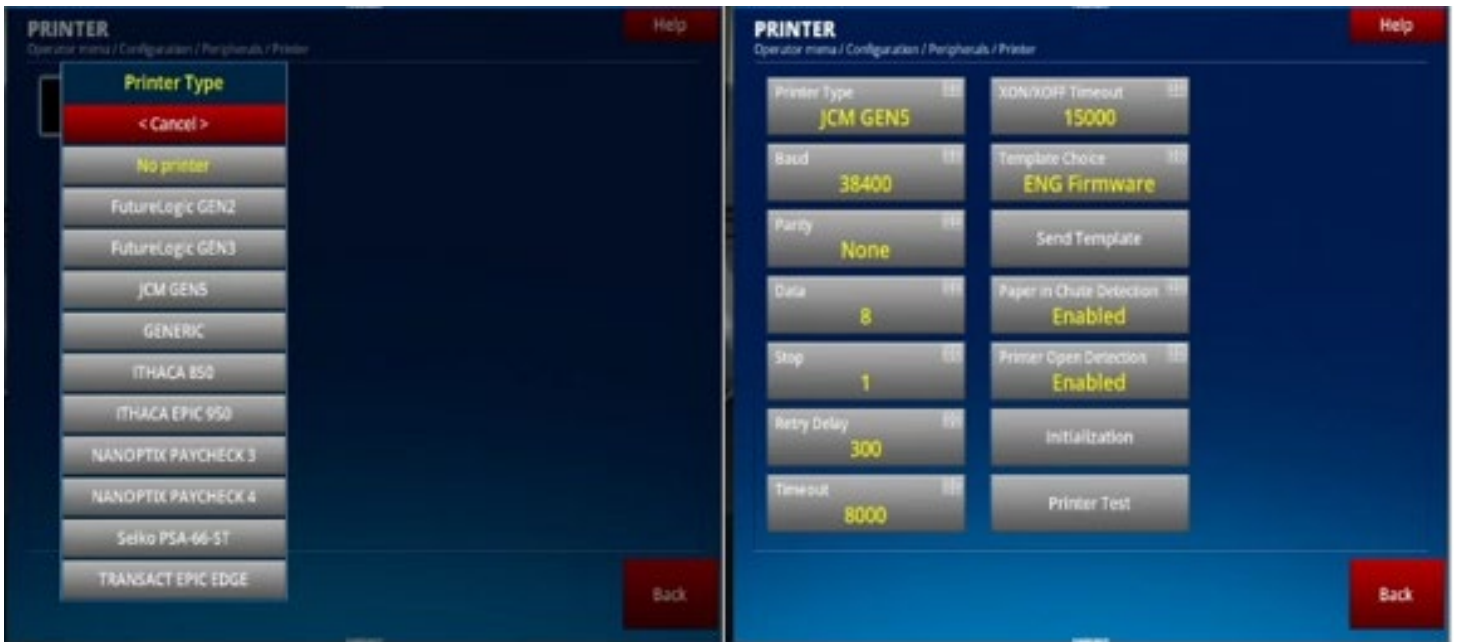 PRINTER
Help
Operator menu / Configuration / Peripherals / Printer
Printer Type
< Cancel >
No printer
FutureLogic GEN2
FutureLogic GEN3
JCM GEN5
GENERIC
ITHACA 850
ITHACA EPIC 950
NANOPTIX PAYCHECK 3
NANOPTIX PAYCHECK 4
Seiko PSA-66-ST
TRANSACT EPIC EDGE
Back
PRINTER
Help
Operator menu / Configuration / Peripherals / Printer
Printer Type
JCM GEN5
Baud
38400
Parity
None
Data
8
Stop
1
Retry Delay
300
Timeout
8000
XON/XOFF Timeout
15000
Template Choice
ENG Firmware
Send Template
Paper in Chute Detection
Enabled
Printer Open Detection
Enabled
Initialization
Printer Test
Back